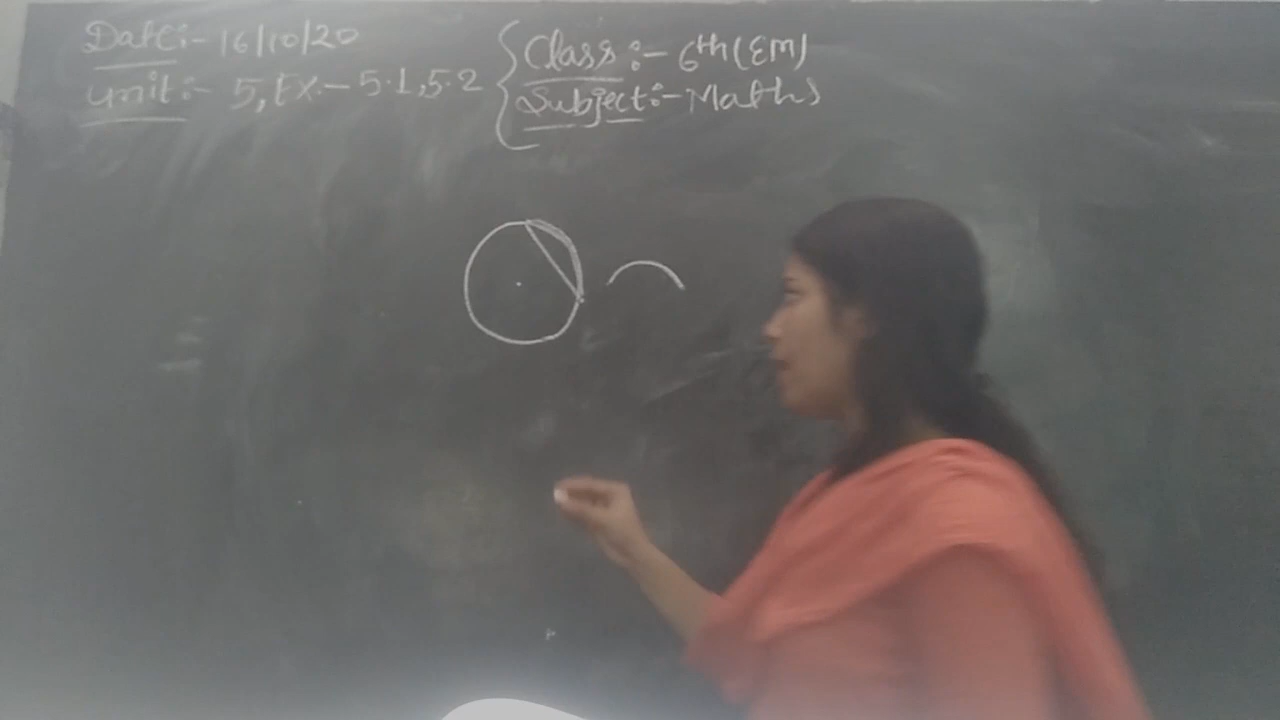 Date:- 16/10/20
Unit:- 5, Ex.- 5.1, 5.2
Class:- 6th (EM)
Subject:- Maths